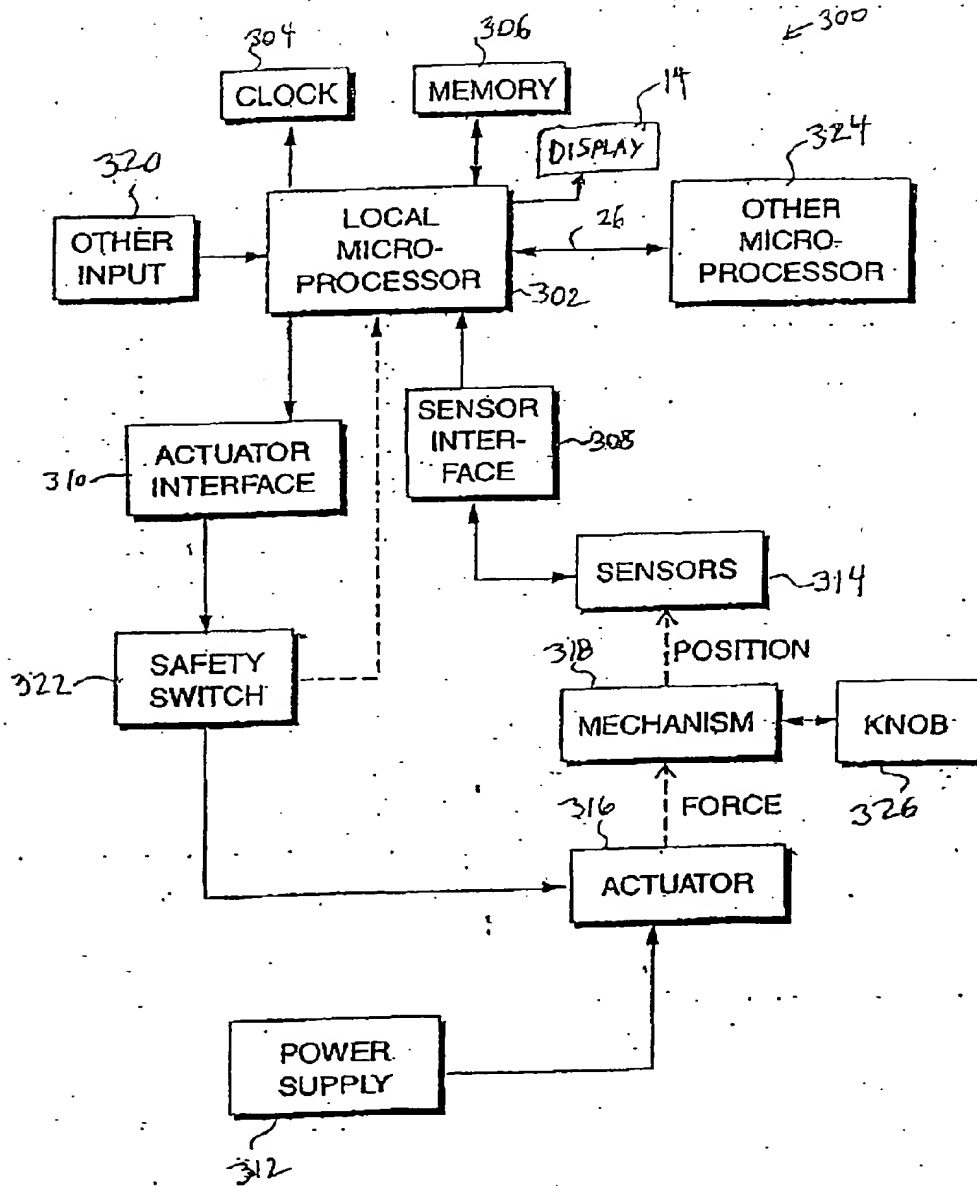 300
304
306
CLOCK
MEMORY
14
DISPLAY
320
324
OTHER
INPUT
LOCAL
MICRO-
PROCESSOR
26
OTHER
MICRO-
PROCESSOR
302
ACTUATOR
INTERFACE
310
SENSOR
INTER-
FACE
308
SENSORS
314
SAFETY
SWITCH
322
318
POSITION
MECHANISM
KNOB
326
316
FORCE
ACTUATOR
POWER
SUPPLY
312